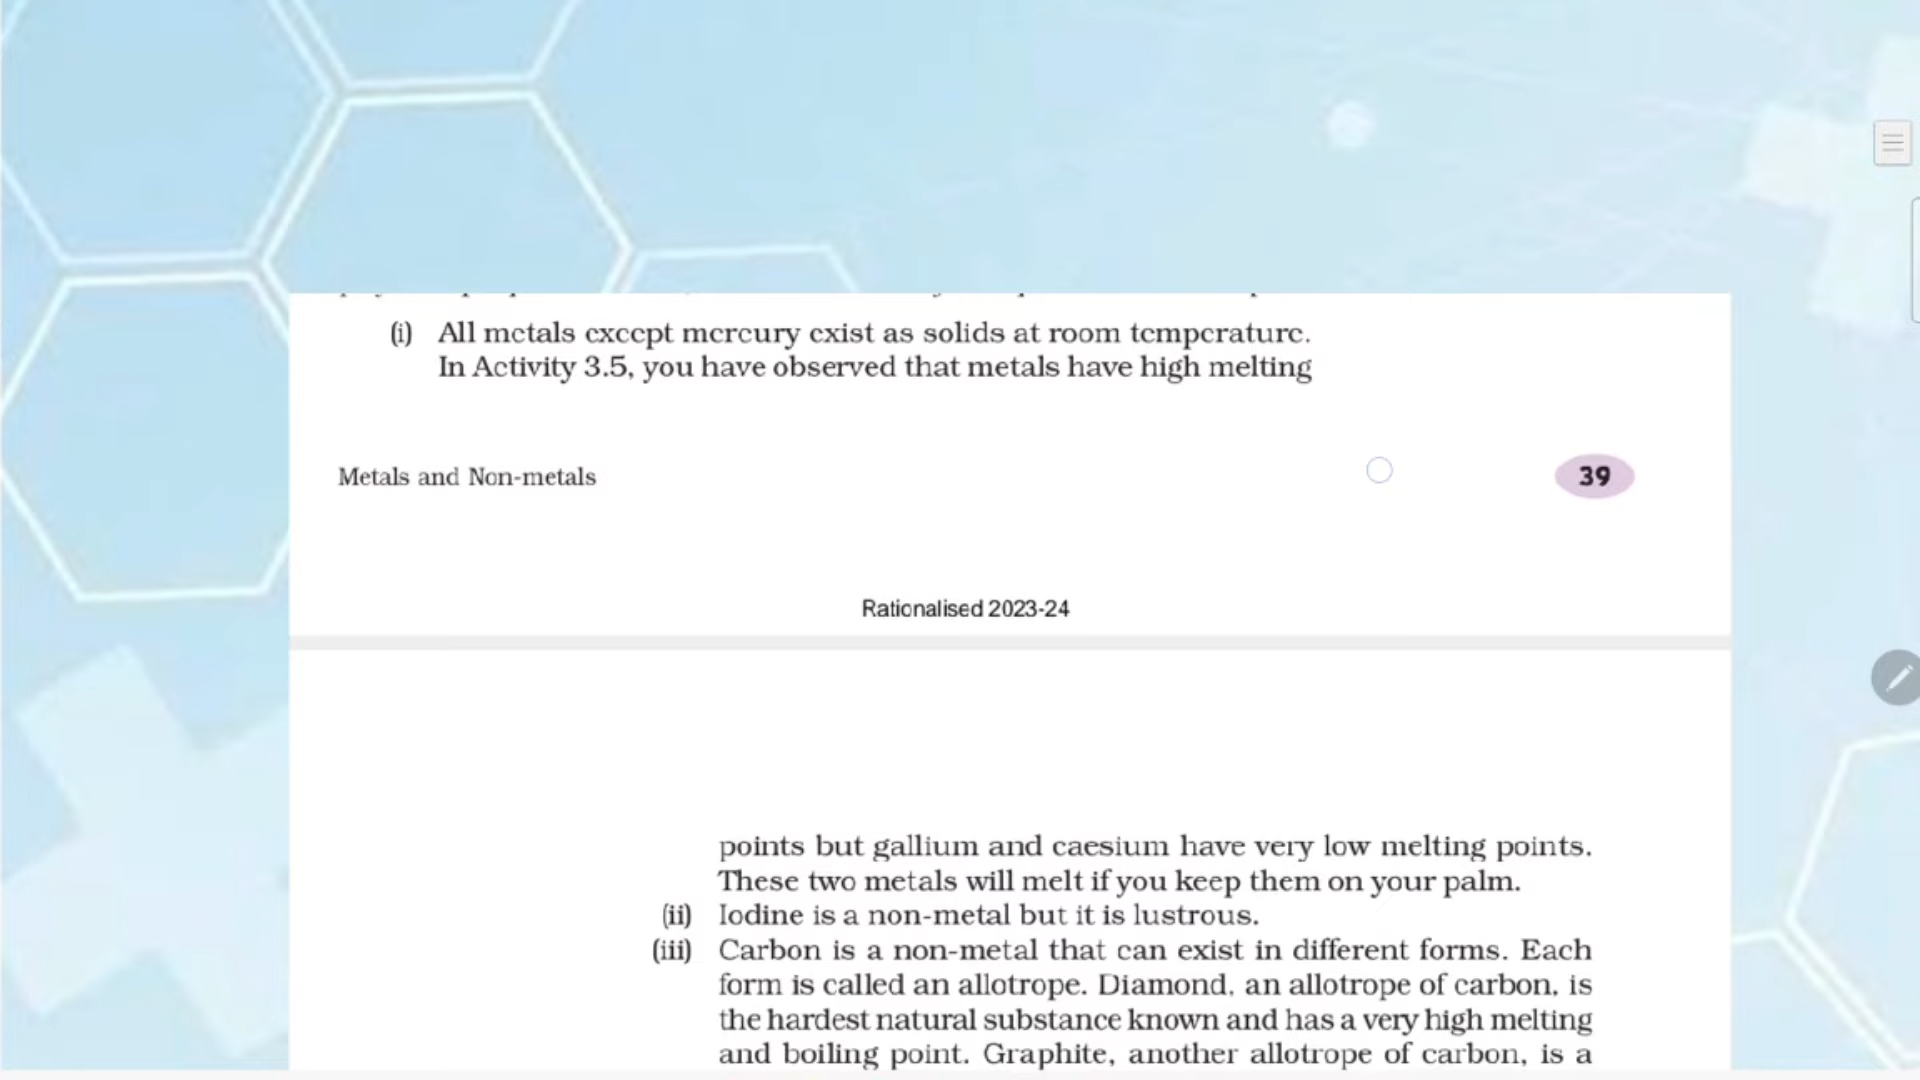 (i) All metals except mercury exist as solids at room temperature.
In Activity 3.5, you have observed that metals have high melting
Metals and Non-metals
39
Rationalised 2023-24
points but gallium and caesium have very low melting points.
These two metals will melt if you keep them on your palm.
(ii) Iodine is a non-metal but it is lustrous.
(iii) Carbon is a non-metal that can exist in different forms. Each
form is called an allotrope. Diamond, an allotrope of carbon, is
the hardest natural substance known and has a very high melting
and boiling point. Graphite, another allotrope of carbon, is a